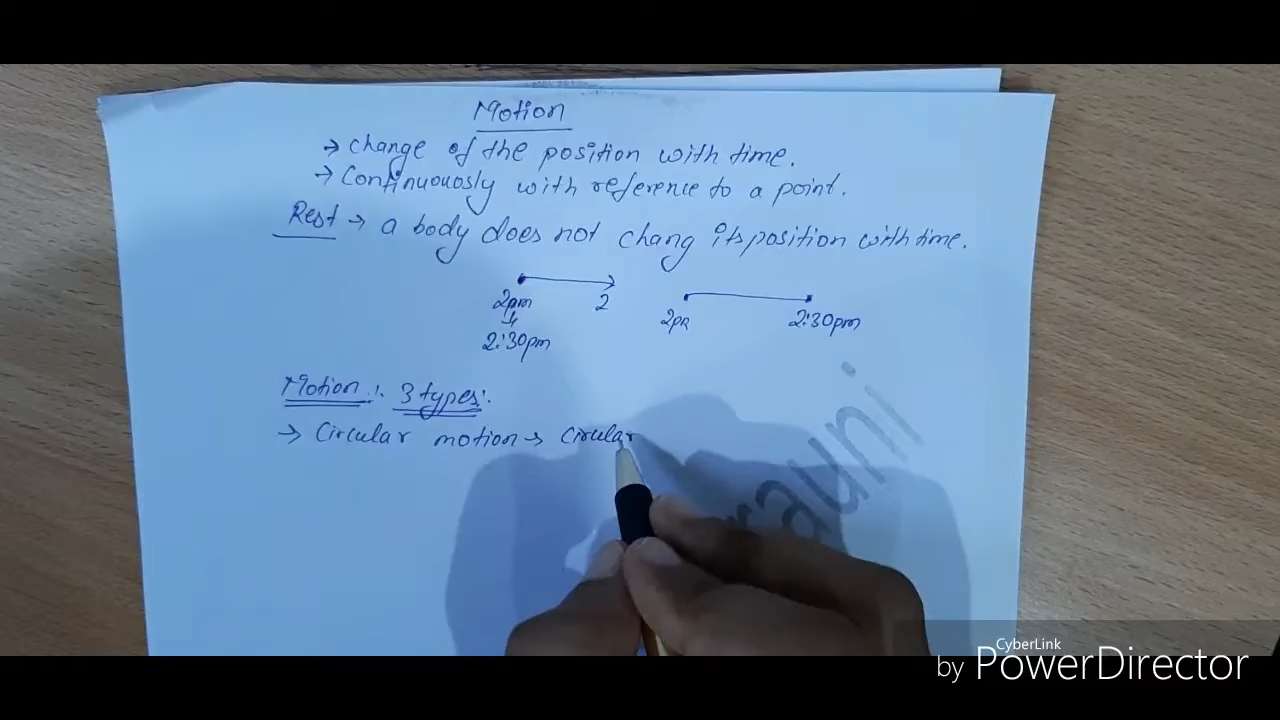 Motion
→ change of the position with time.
→ Continuously with reference to a point.
Rest → a body does not chang its position with time.
2pm 2 2pm 2:30pm
↓
2:30pm
Motion :. 3 types:.
→ Circular motion → Circular
rauni
CyberLink
by PowerDirector